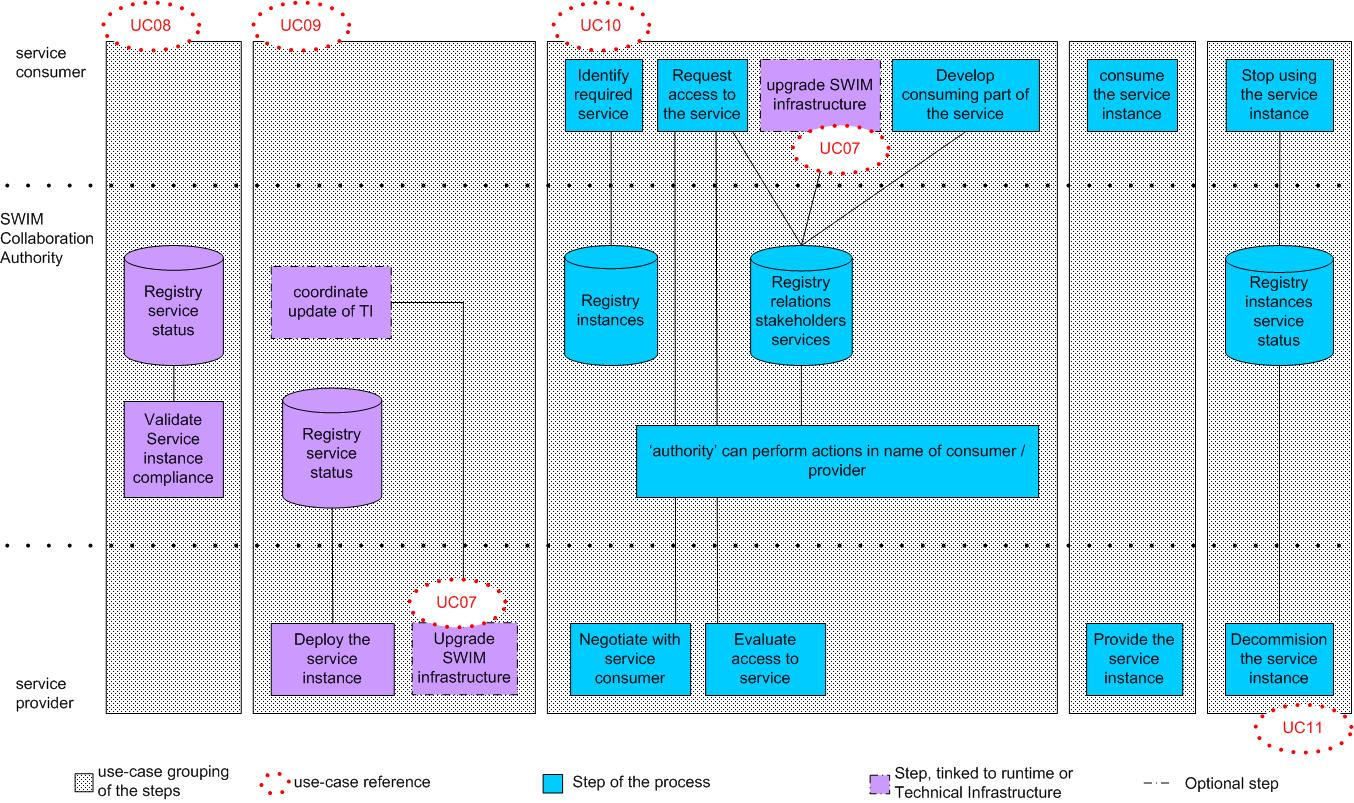 UC08
UC09
UC10
service
consumer
Identify
required
service
Request
access to
the service
upgrade SWIM
infrastructure
UC07
Develop
consuming part of
the service
consume
the service
instance
Stop using
the service
instance
SWIM
Collaboration
Authority
Registry
service
status
Validate
Service
instance
compliance
coordinate
update of TI
Registry
service
status
Registry
instances
Registry
relations
stakeholders
services
Registry
instances
service
status
'authority' can perform actions in name of consumer /
provider
service
provider
Deploy the
service
instance
UC07
Upgrade
SWIM
infrastructure
Negotiate with
service
consumer
Evaluate
access to
service
Provide the
service
instance
Decommision
the service
instance
UC11
use-case grouping
of the steps
use-case reference
Step of the process
Step, tinked to runtime or
Technical Infrastructure
Optional step